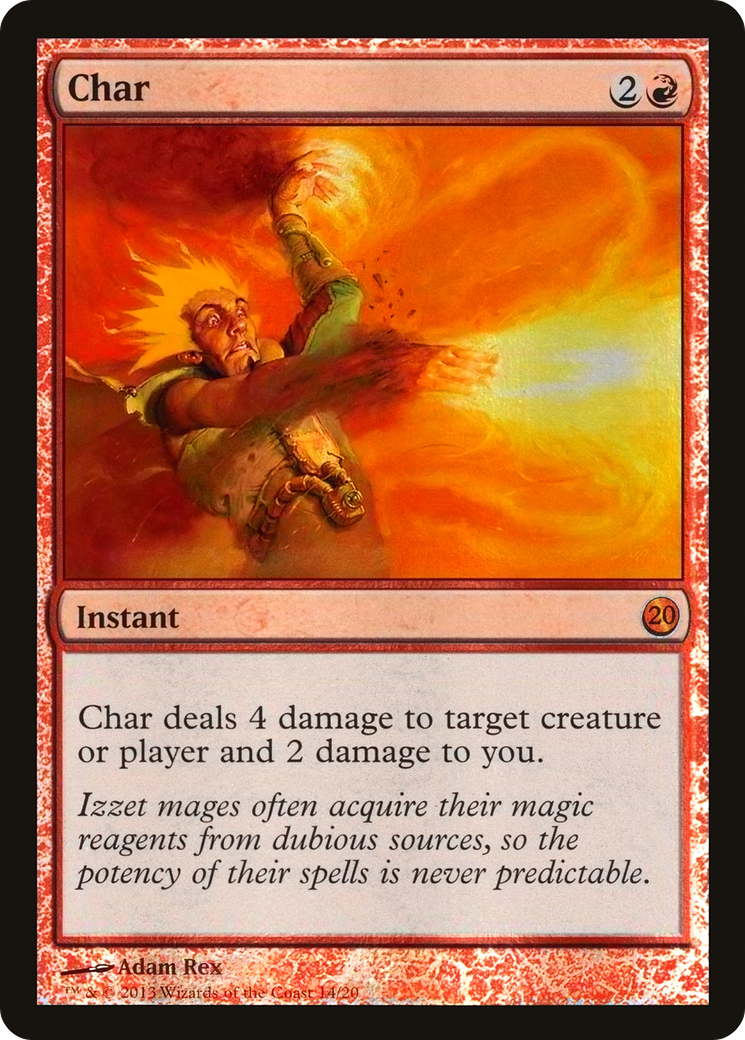 Char 2
Instant 20
Char deals 4 damage to target creature
or player and 2 damage to you.
Izzet mages often acquire their magic
reagents from dubious sources, so the
potency of their spells is never predictable.
Adam Rex
™ & © 2013 Wizards of the Coast 14/20